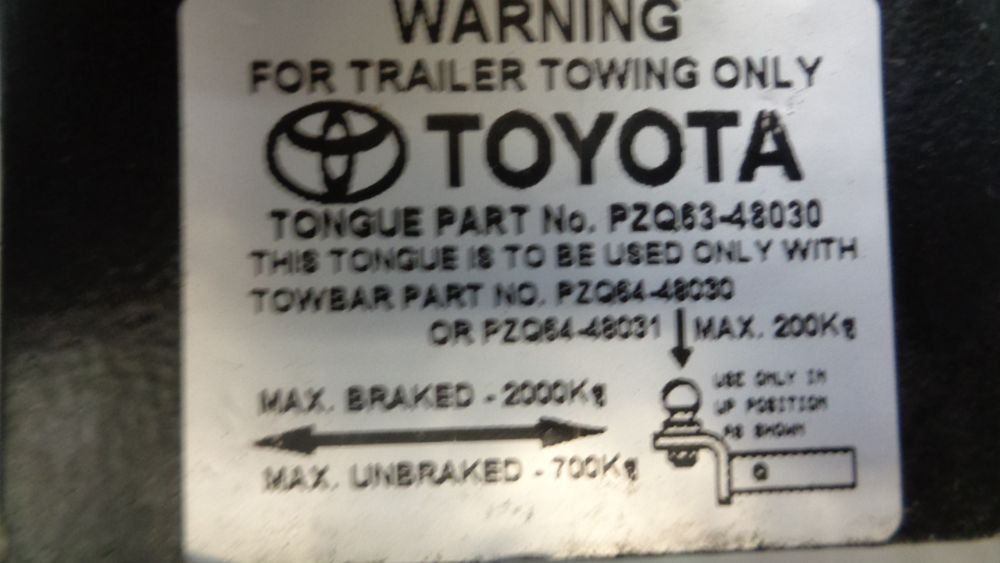 WARNING
FOR TRAILER TOWING ONLY
TOYOTA
TONGUE PART No. PZQ63-48030
THIS TONGUE IS TO BE USED ONLY WITH
TOWBAR PART NO. PZQ64-48030
OR PZQ64-48031
MAX. 200Kg
USE ONLY IN
UP POSITION
AS SHOWN
MAX. BRAKED - 2000Kg
MAX. UNBRAKED - 700Kg